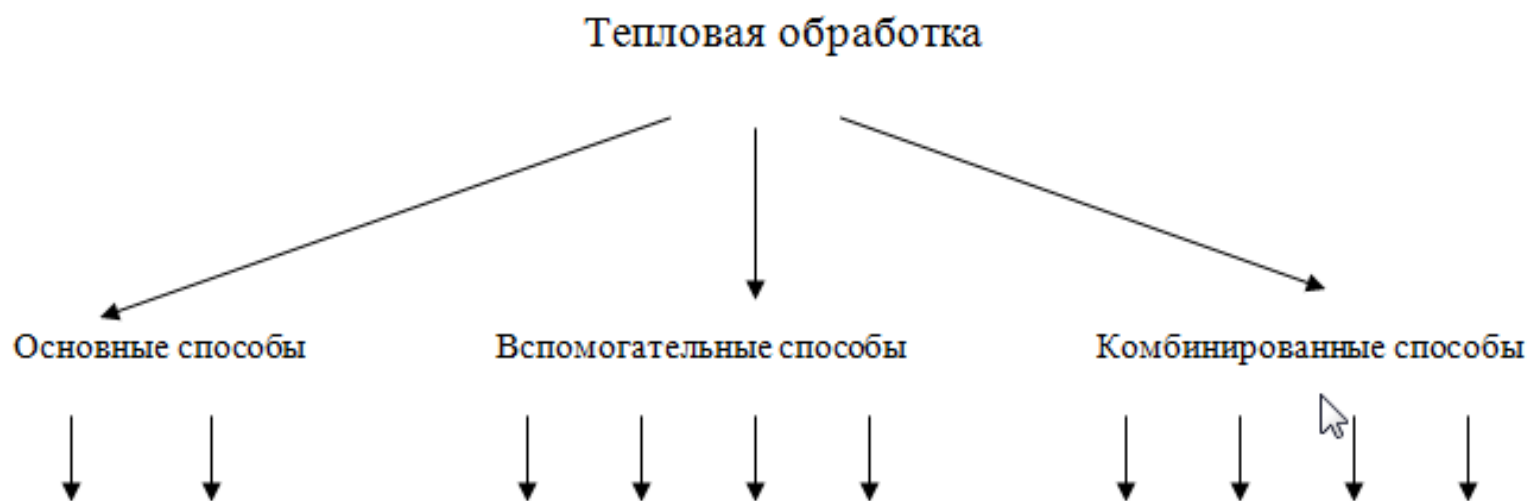 Тепловая обработка
Основные способы
Вспомогательные способы
Комбинированные способы